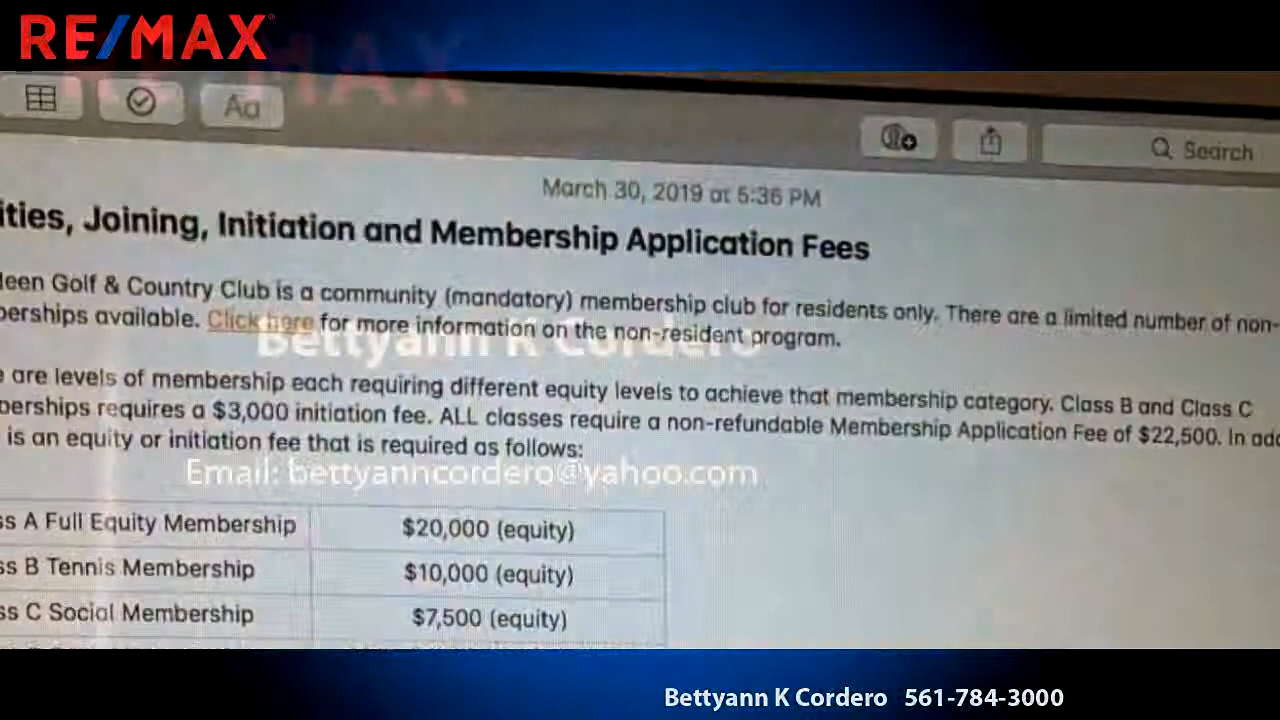 RE/MAX
Aa
Search
March 30, 2019 at 5:36 PM
ities, Joining, Initiation and Membership Application Fees
leen Golf & Country Club is a community (mandatory) membership club for residents only. There are a limited number of non-
berships available. Click here for more information on the non-resident program.
Bettyann K Cordero
e are levels of membership each requiring different equity levels to achieve that membership category. Class B and Class C
berships requires a $3,000 initiation fee. ALL classes require a non-refundable Membership Application Fee of $22,500. In add
is an equity or initiation fee that is required as follows:
Email: bettyanncordero@yahoo.com
ss A Full Equity Membership $20,000 (equity)
ss B Tennis Membership $10,000 (equity)
ss C Social Membership $7,500 (equity)
Bettyann K Cordero 561-784-3000